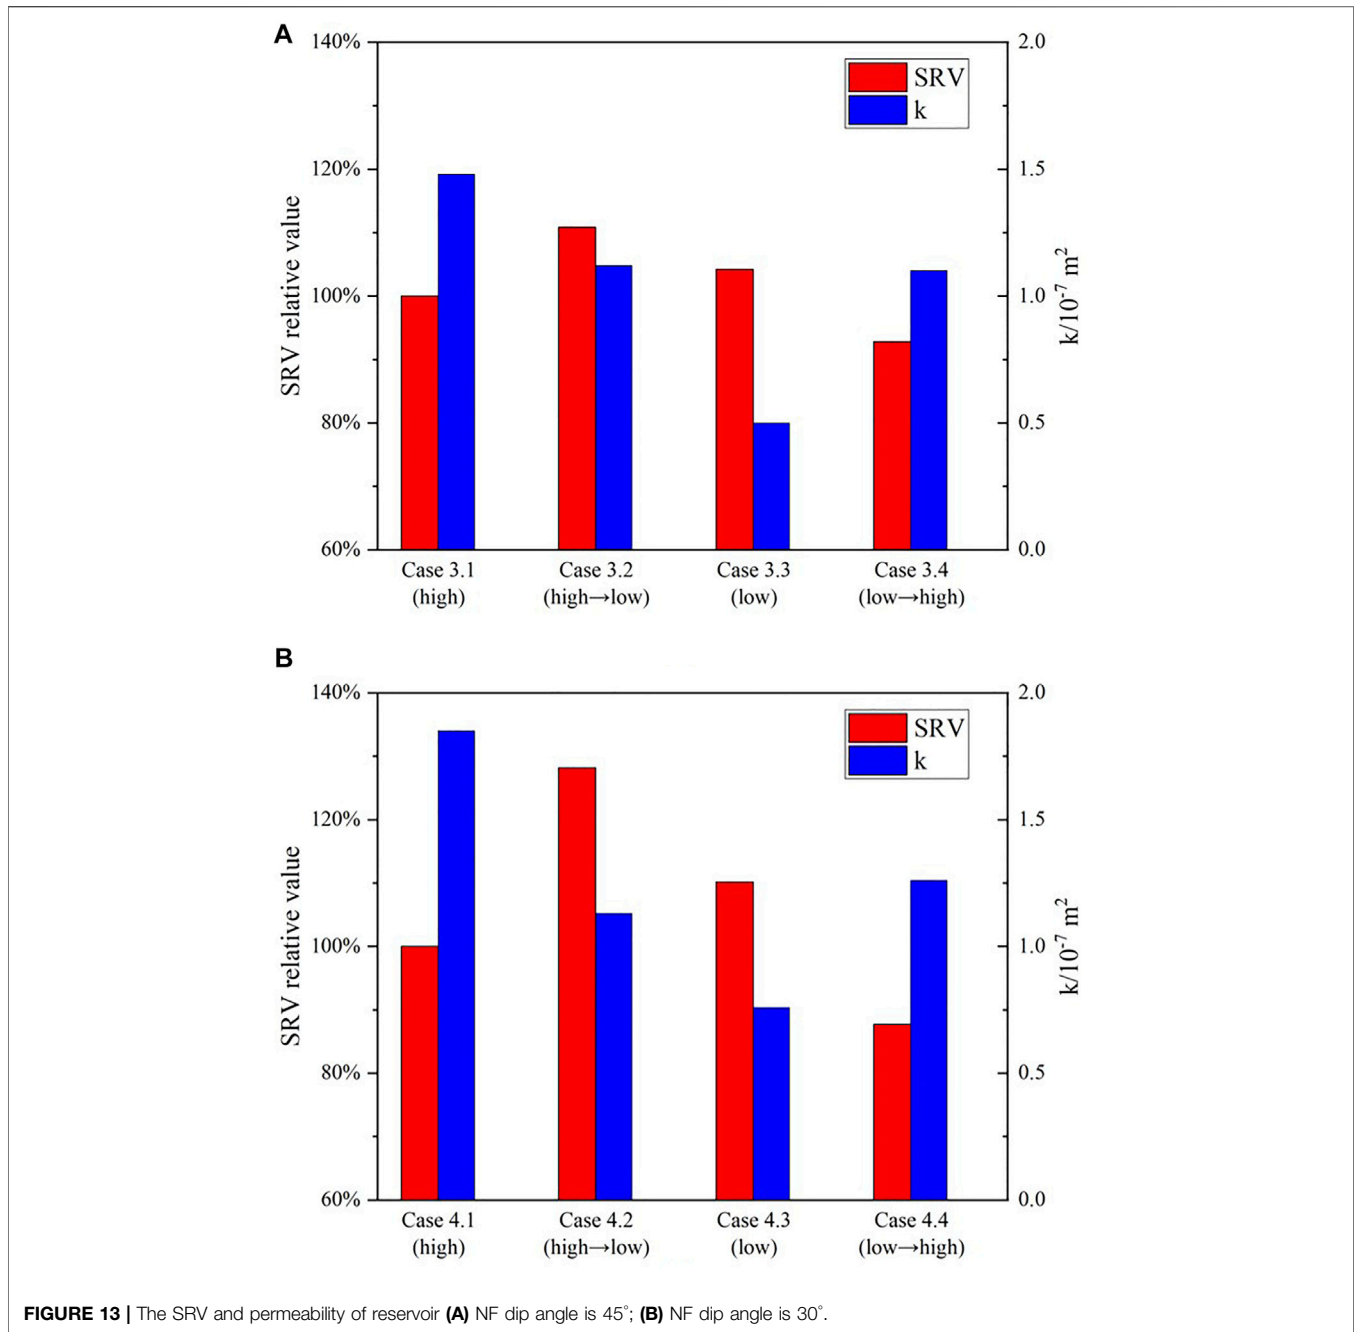 A
140%
120%
100%
80%
60%
SRV relative value
2.0
1.5
1.0
0.5
0.0
k/10⁻⁷ m²
SRV
k
Case 3.1
(high)
Case 3.2
(high→low)
Case 3.3
(low)
Case 3.4
(low→high)
B
140%
120%
100%
80%
60%
SRV relative value
2.0
1.5
1.0
0.5
0.0
k/10⁻⁷ m²
SRV
k
Case 4.1
(high)
Case 4.2
(high→low)
Case 4.3
(low)
Case 4.4
(low→high)
FIGURE 13 | The SRV and permeability of reservoir (A) NF dip angle is 45°; (B) NF dip angle is 30°.